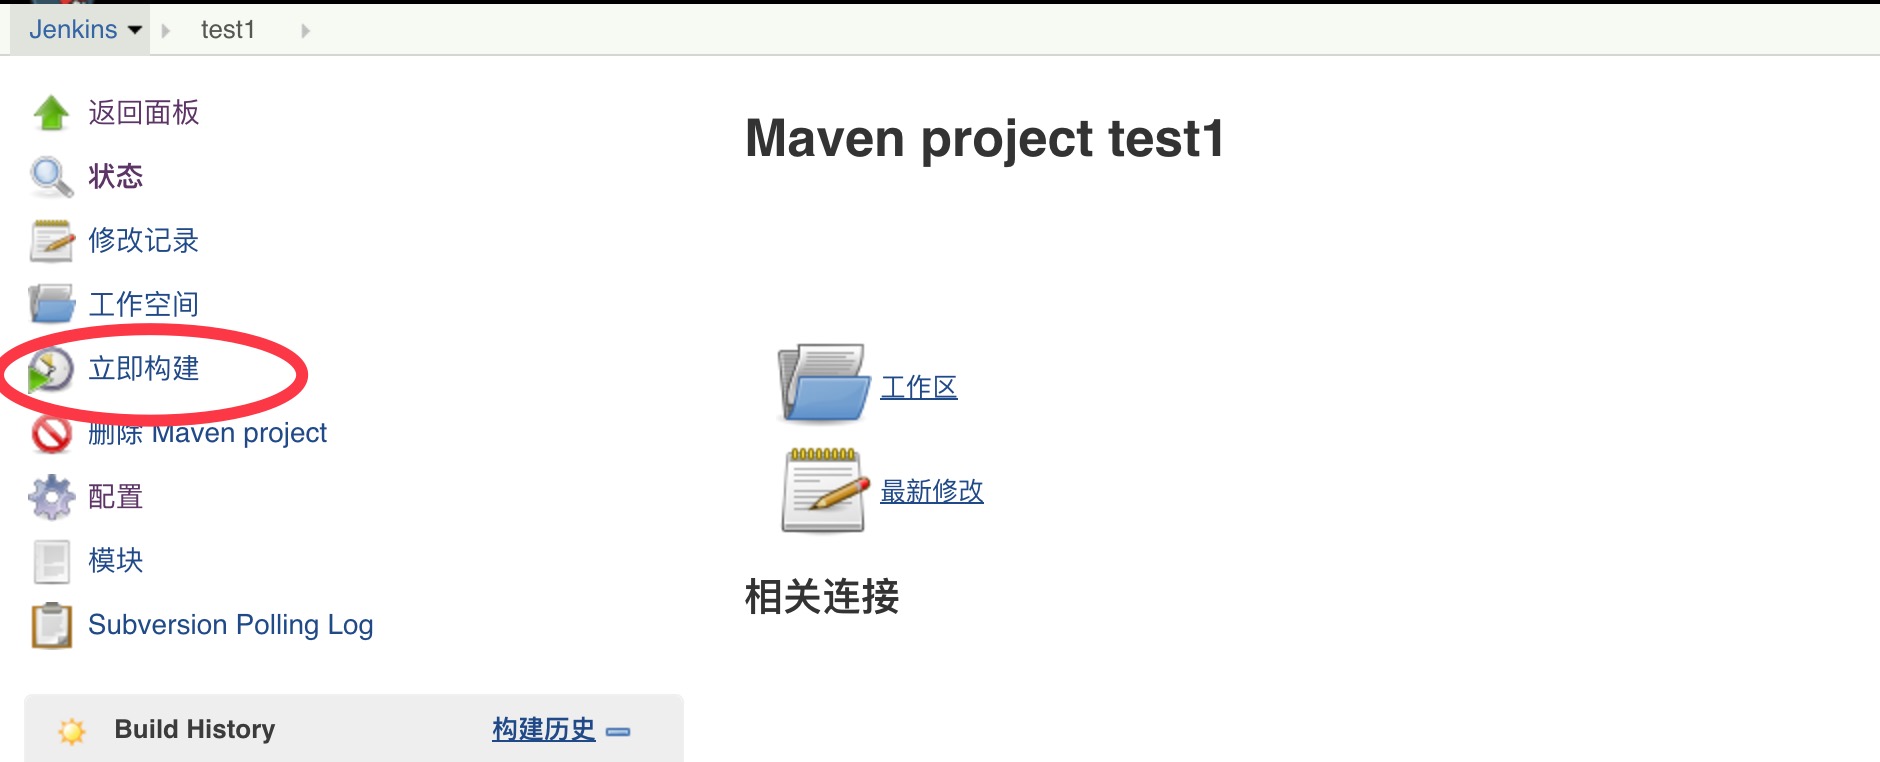 Jenkins test1
返回面板
状态
修改记录
工作空间
立即构建
删除 Maven project
配置
模块
Subversion Polling Log
Build History 构建历史
Maven project test1
工作区
最新修改
相关连接